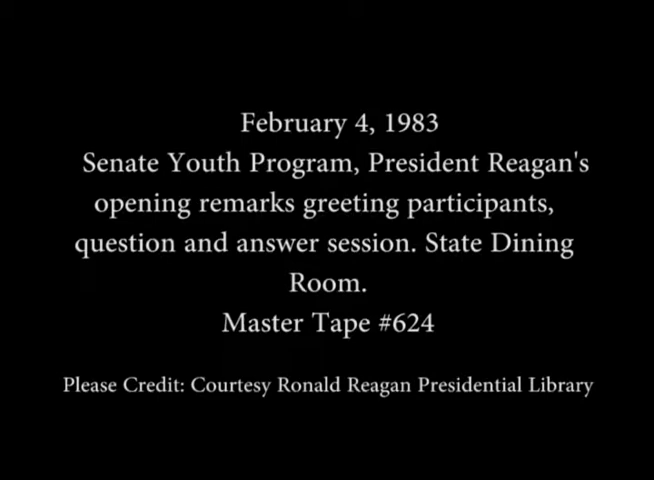 February 4, 1983
Senate Youth Program, President Reagan's
opening remarks greeting participants,
question and answer session. State Dining
Room.
Master Tape #624
Please Credit: Courtesy Ronald Reagan Presidential Library